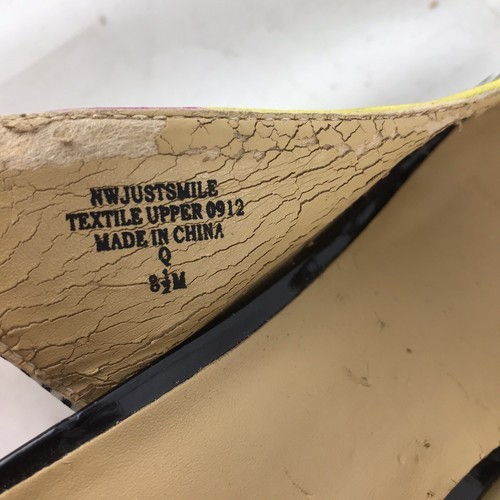 NWJUSTSMILE
TEXTILE UPPER 0912
MADE IN CHINA
Q
8½M